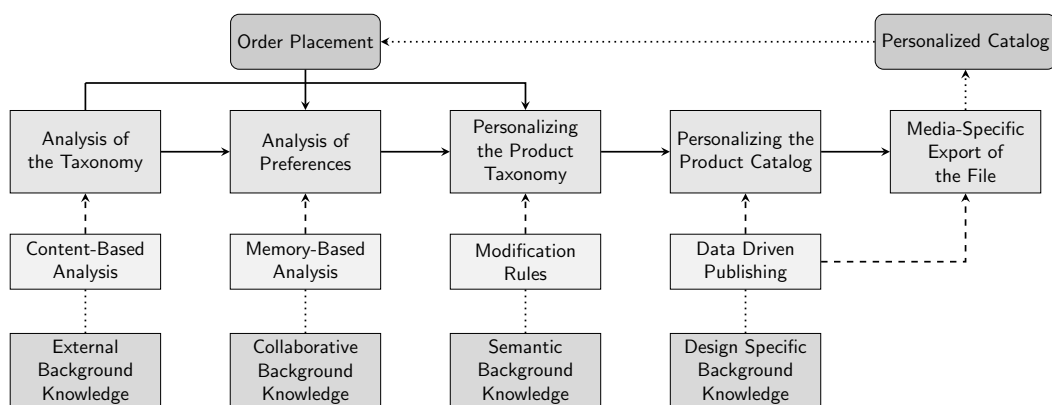 Order Placement
Personalized Catalog
Analysis of
the Taxonomy
Analysis of
Preferences
Personalizing
the Product
Taxonomy
Personalizing the
Product Catalog
Media-Specific
Export of
the File
Content-Based
Analysis
Memory-Based
Analysis
Modification
Rules
Data Driven
Publishing
External
Background
Knowledge
Collaborative
Background
Knowledge
Semantic
Background
Knowledge
Design Specific
Background
Knowledge